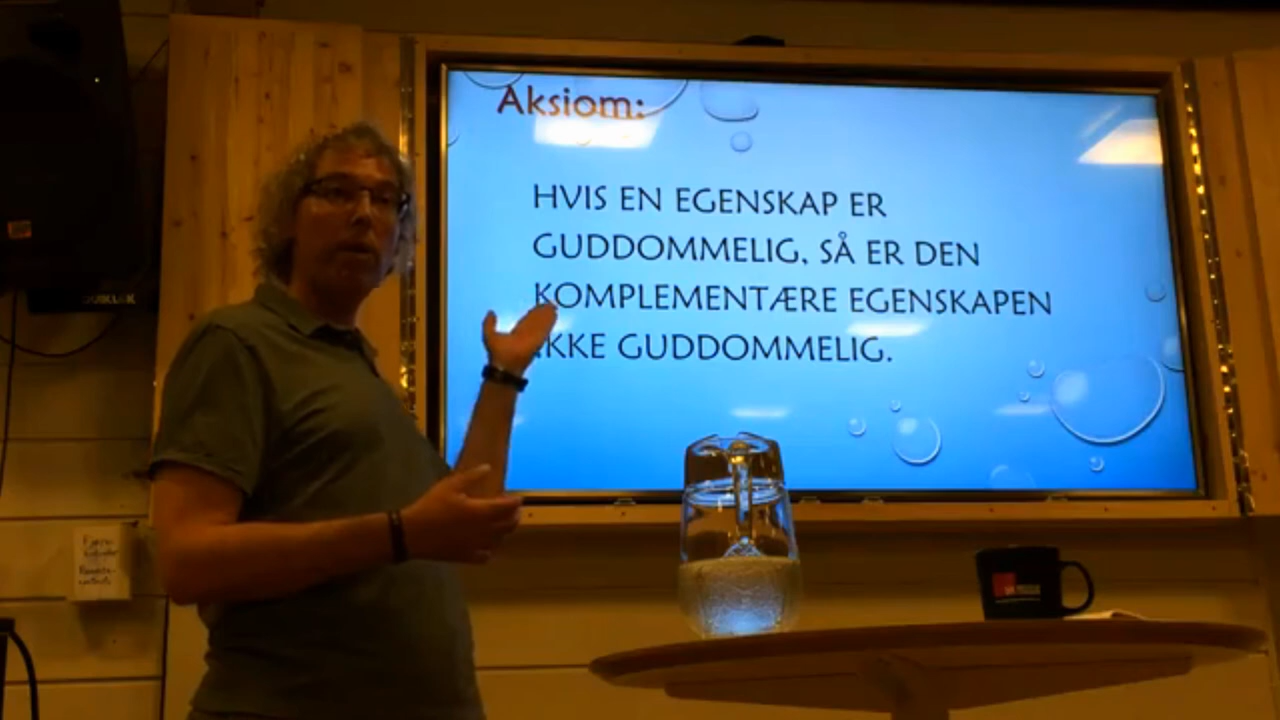 Aksiom:
HVIS EN EGENSKAP ER
GUDDOMMELIG, SÅ ER DEN
KOMPLEMENTÆRE EGENSKAPEN
IKKE GUDDOMMELIG.